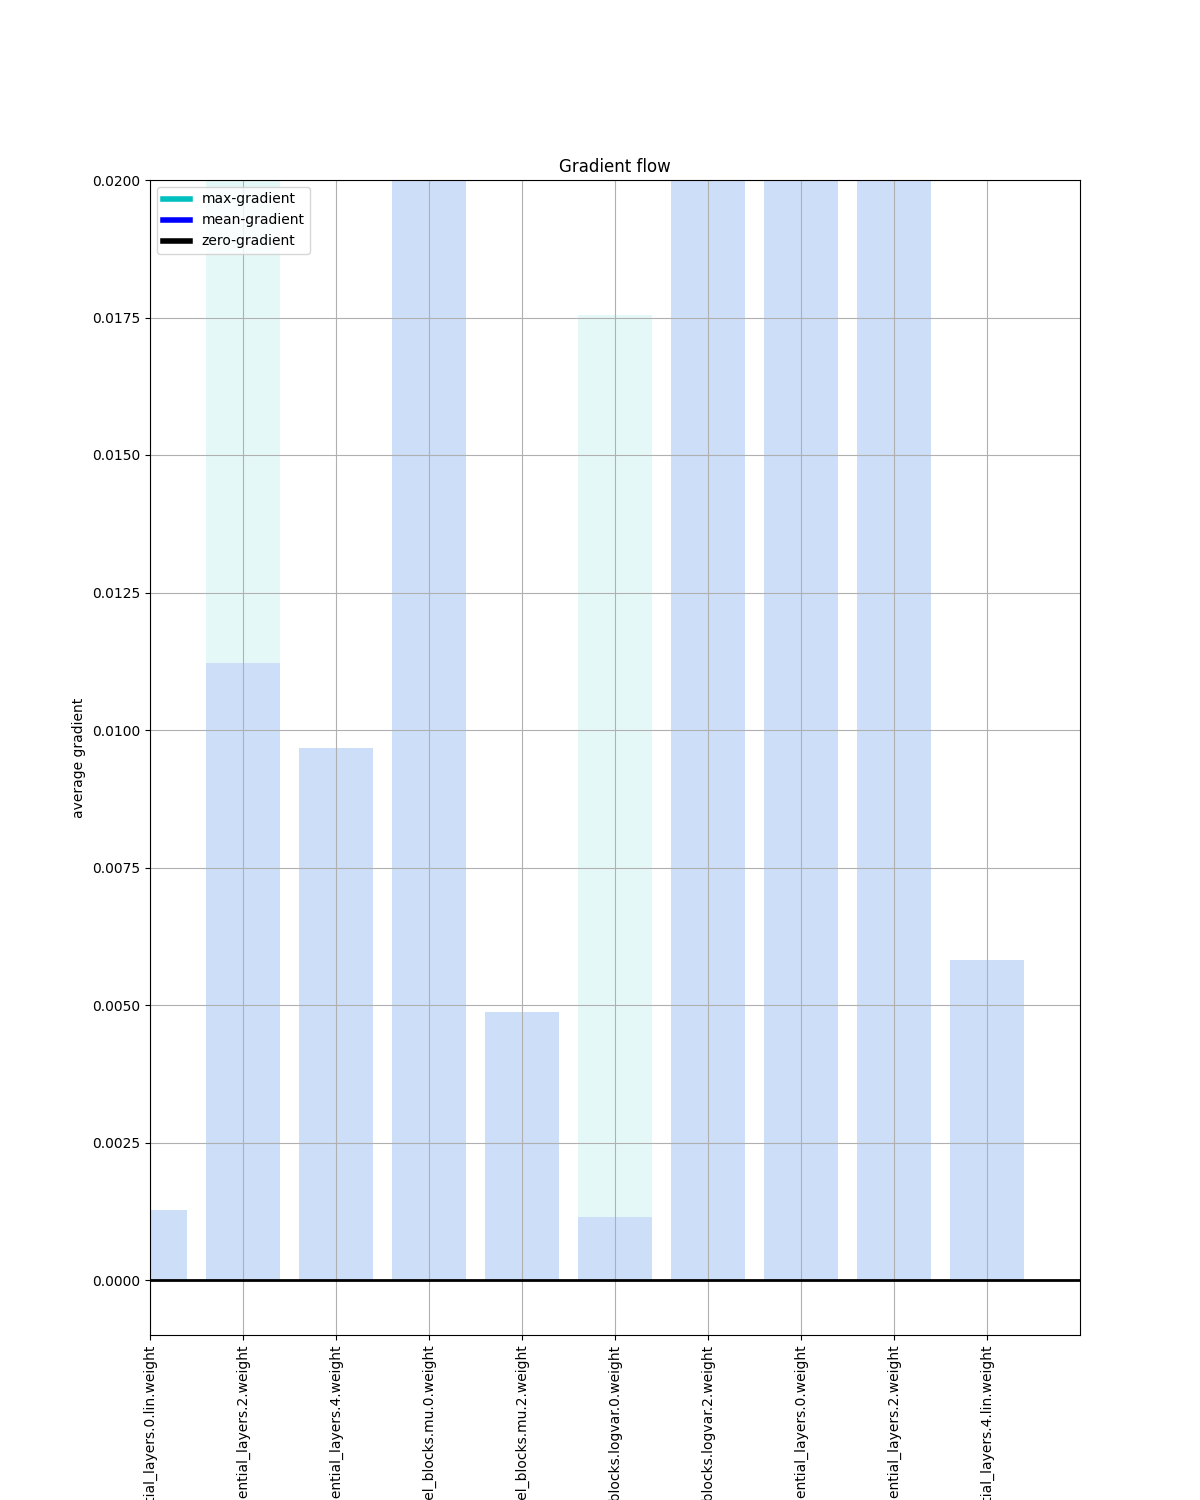 Gradient flow
max-gradient
mean-gradient
zero-gradient
0.0200
0.0175
0.0150
0.0125
0.0100
0.0075
0.0050
0.0025
0.0000
average gradient
tial_layers.0.lin.weight
ential_layers.2.weight
ential_layers.4.weight
el_blocks.mu.0.weight
el_blocks.mu.2.weight
blocks.logvar.0.weight
blocks.logvar.2.weight
ential_layers.0.weight
ential_layers.2.weight
tial_layers.4.lin.weight